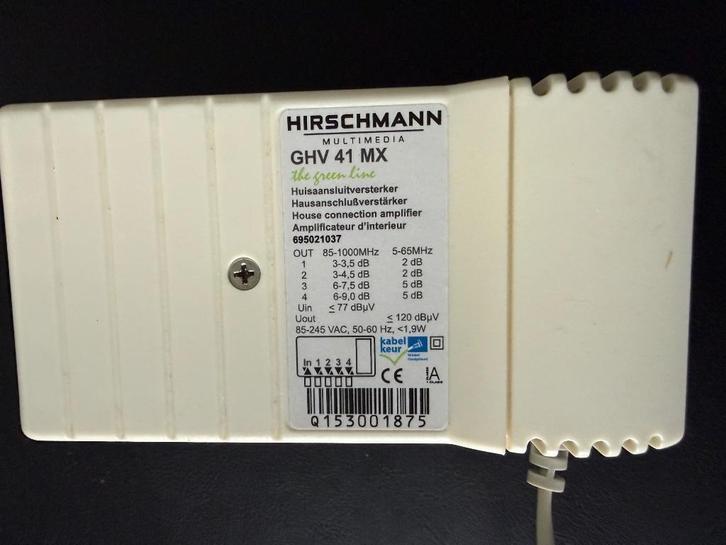 HIRSCHMANN
MULTIMEDIA
GHV 41 MX
the green line
Huisaansluitversterker
Hausanschlußverstärker
House connection amplifier
Amplificateur d'interieur
695021037
OUT 85-1000MHz 5-65MHz
1 3-3,5 dB 2 dB
2 3-4,5 dB 2 dB
3 6-7,5 dB 5 dB
4 6-9,0 dB 5 dB
Uin ≤ 77 dBµV
Uout ≤ 120 dBµV
85-245 VAC, 50-60 Hz, <1,9W
kabel
keur
In 1 2 3 4
CE
A
CLASS
Q153001875